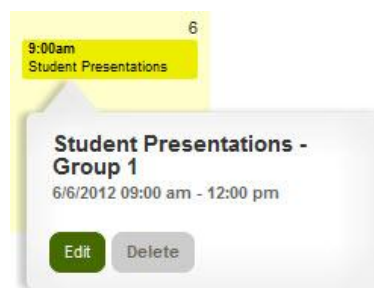 6
9:00am
Student Presentations
Student Presentations -
Group 1
6/6/2012 09:00 am - 12:00 pm
Edit Delete